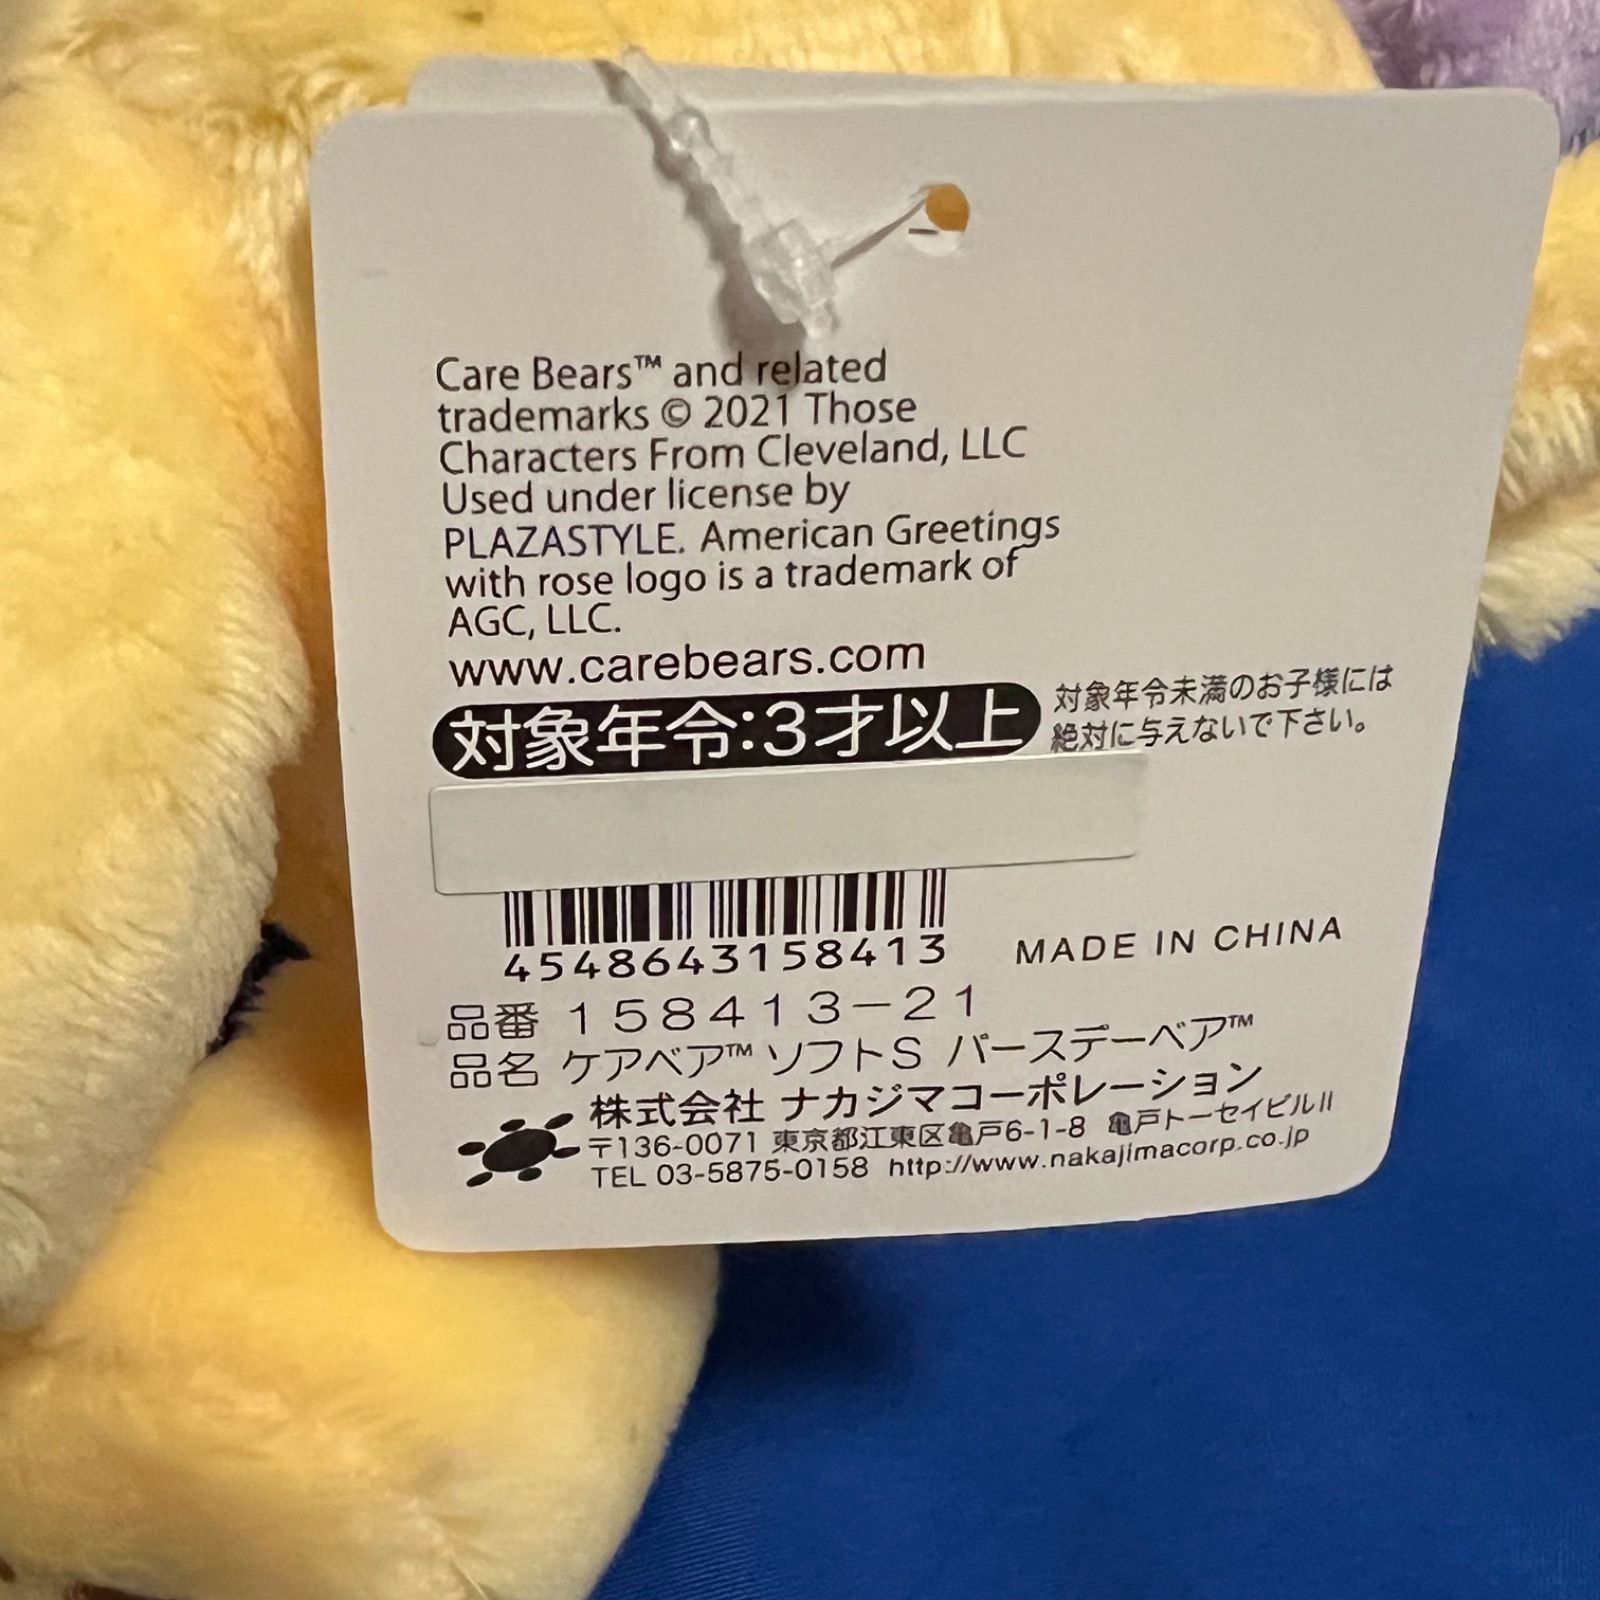 Care Bears™ and related
trademarks © 2021 Those
Characters From Cleveland, LLC
Used under license by
PLAZASTYLE. American Greetings
with rose logo is a trademark of
AGC, LLC.
www.carebears.com
対象年令:3才以上
対象年令未満のお子様には
絶対に与えないで下さい。
4548643158413
MADE IN CHINA
品番 158413-21
品名 ケアベア™ ソフトS バースデーベア™
株式会社 ナカジマコーポレーション
〒136-0071 東京都江東区亀戸6-1-8 亀戸トーセイビルII
TEL 03-5875-0158 http://www.nakajimacorp.co.jp